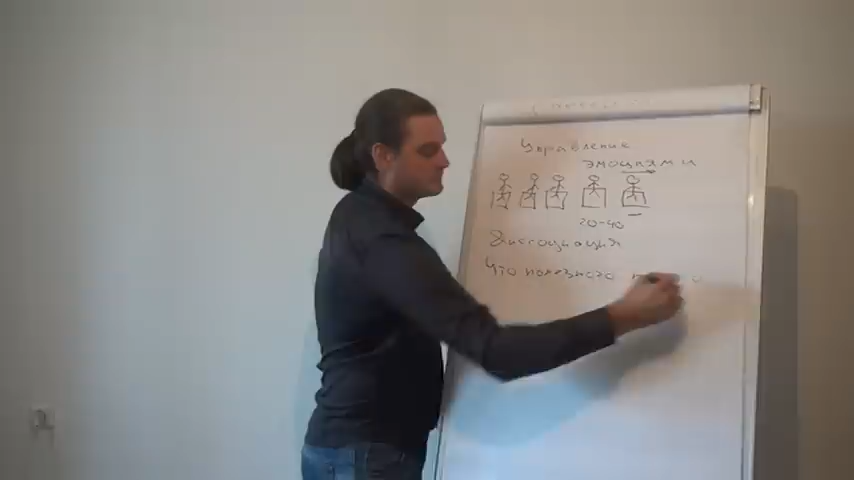 Управление
эмоциями
20-40
Диссоциация
Что полезного